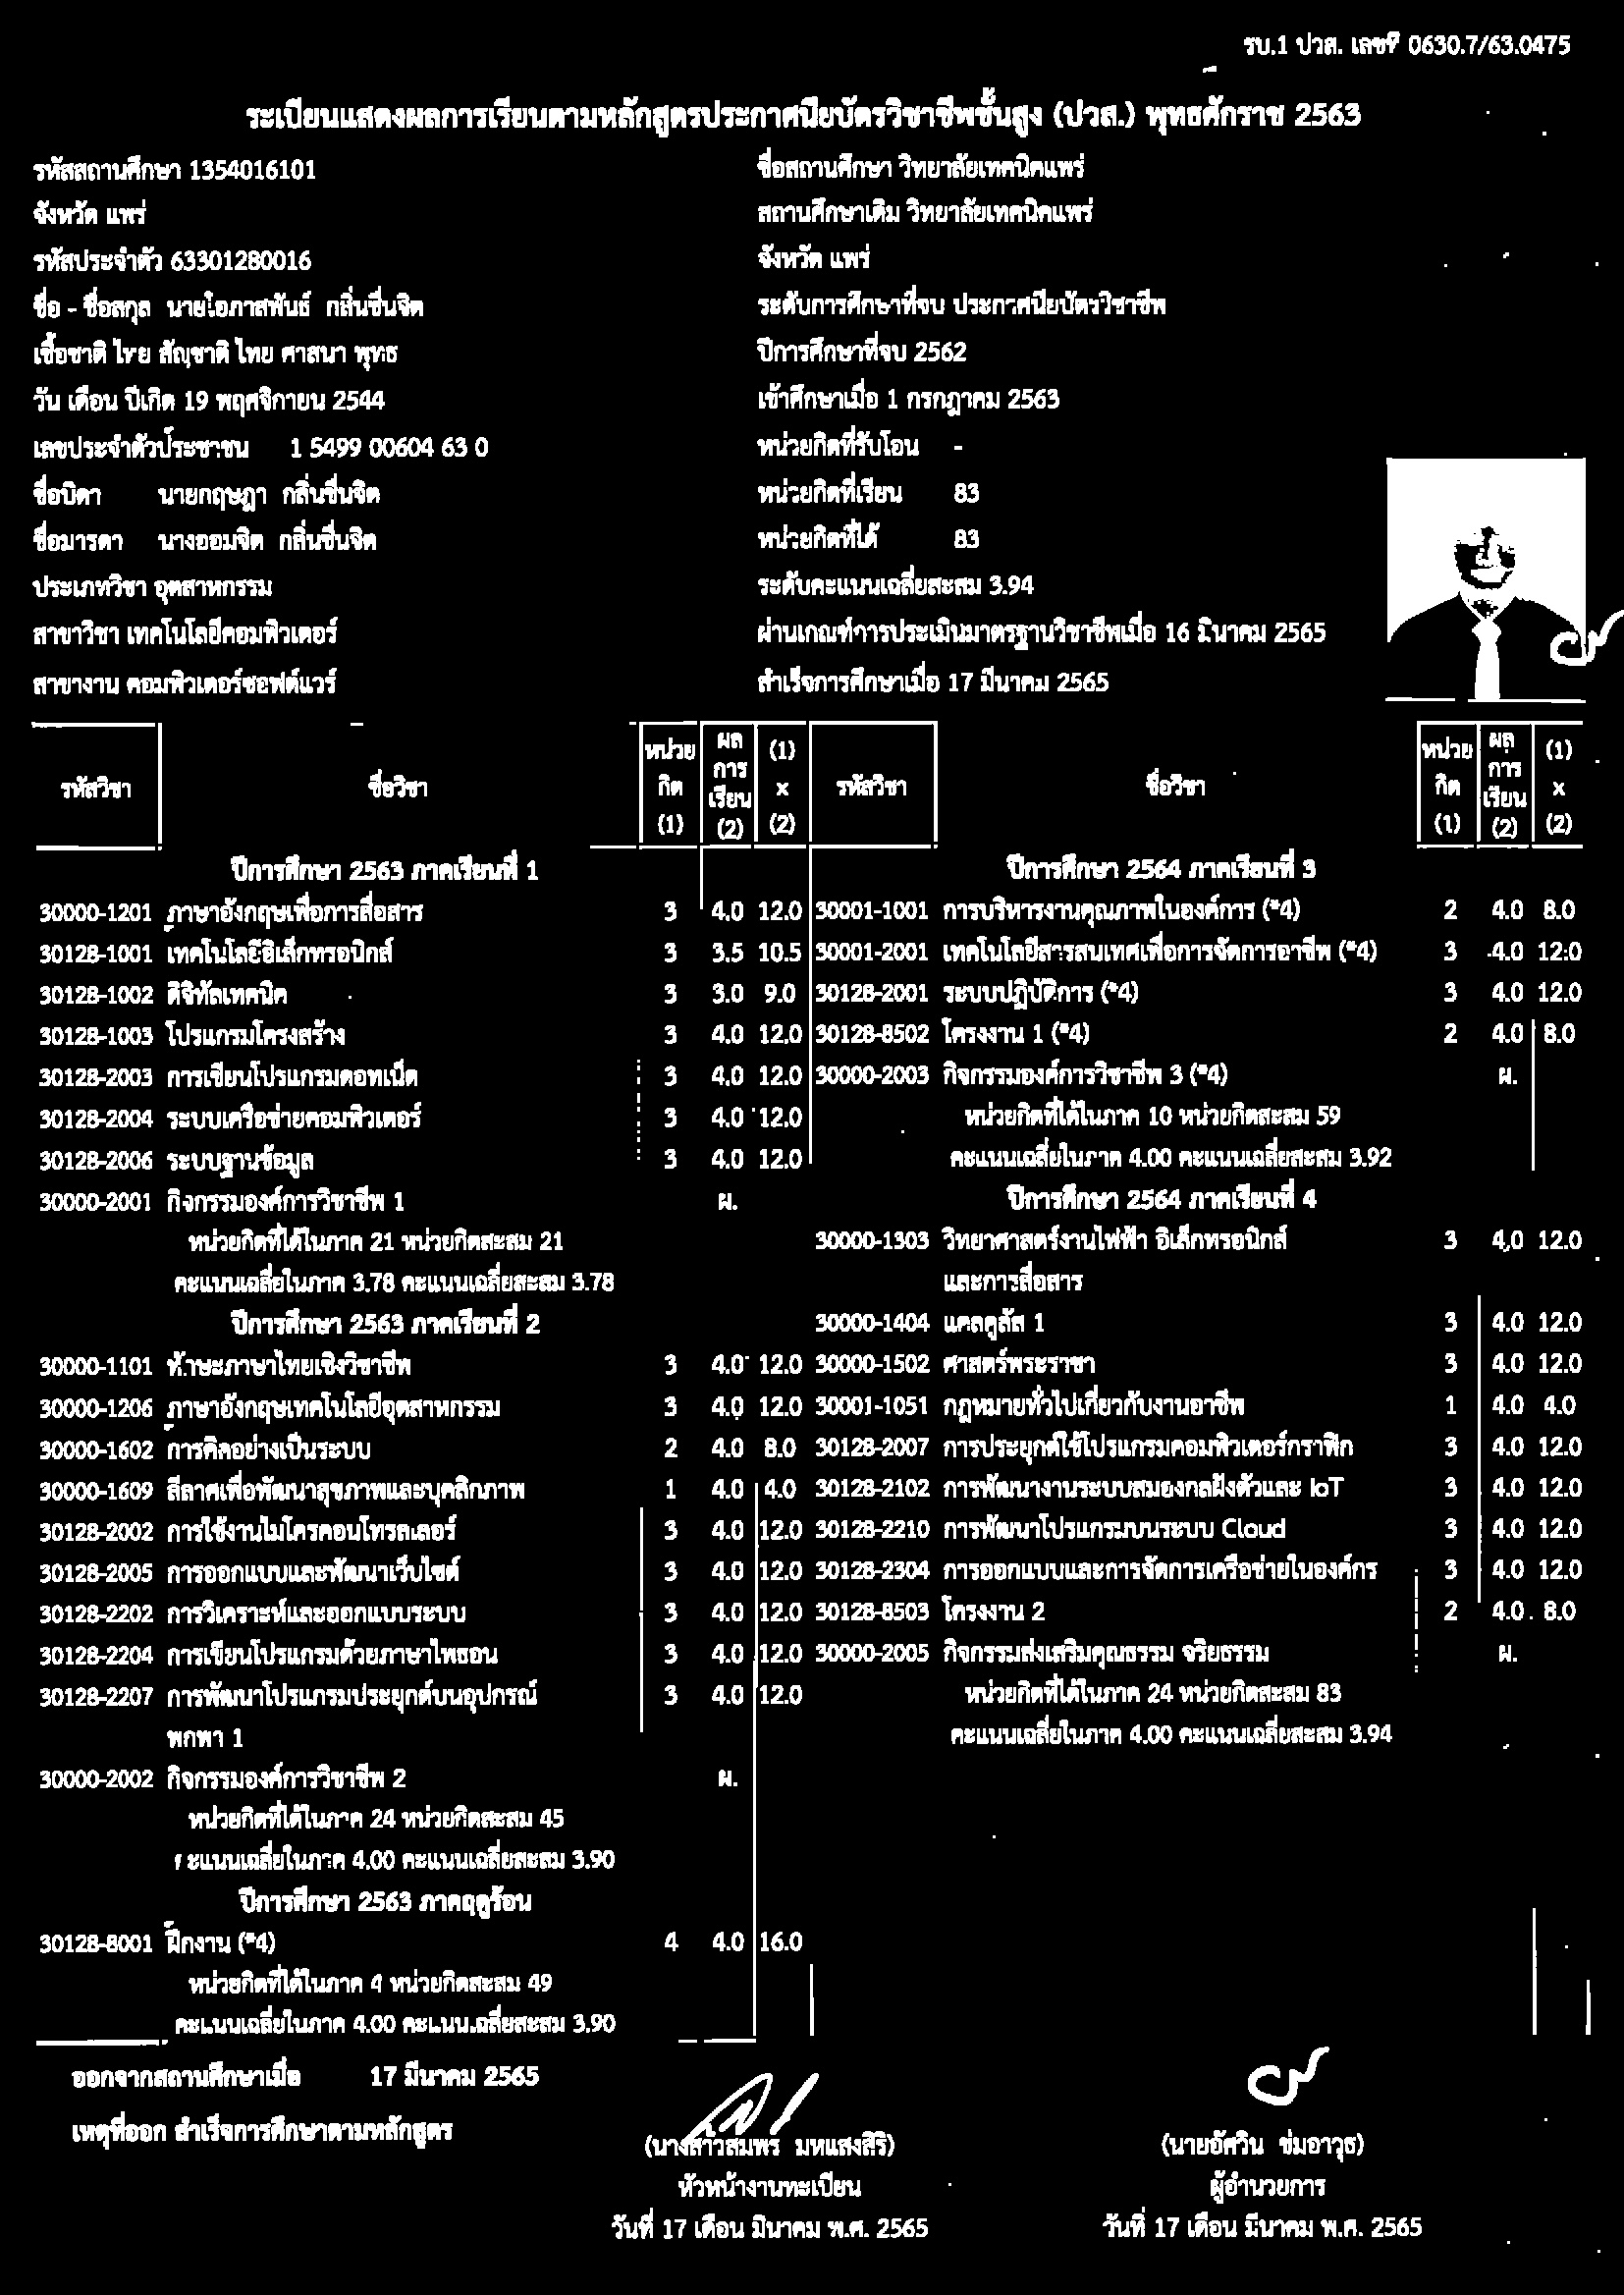 รบ.1 ปวส. เลขที่ 0630.7/63.0475
ระเบียนแสดงผลการเรียนตามหลักสูตรประกาศนียบัตรวิชาชีพชั้นสูง (ปวส.) พุทธศักราช 2563
รหัสสถานศึกษา 1354016101
จังหวัด แพร่
รหัสประจำตัว 63301280016
ชื่อ - ชื่อสกุล นายโอภาสพันธ์ กลิ่นชื่นจิต
เชื้อชาติ ไทย สัญชาติ ไทย ศาสนา พุทธ
วัน เดือน ปีเกิด 19 พฤศจิกายน 2544
เลขประจำตัวประชาชน 1 5499 00604 63 0
ชื่อบิดา นายกฤษฎา กลิ่นชื่นจิต
ชื่อมารดา นางออมจิต กลิ่นชื่นจิต
ประเภทวิชา อุตสาหกรรม
สาขาวิชา เทคโนโลยีคอมพิวเตอร์
สาขางาน คอมพิวเตอร์ซอฟต์แวร์
ชื่อสถานศึกษา วิทยาลัยเทคนิคแพร่
สถานศึกษาเดิม วิทยาลัยเทคนิคแพร่
จังหวัด แพร่
ระดับการศึกษาที่จบ ประกาศนียบัตรวิชาชีพ
ปีการศึกษาที่จบ 2562
เข้าศึกษาเมื่อ 1 กรกฎาคม 2563
หน่วยกิตที่รับโอน -
หน่วยกิตที่เรียน 83
หน่วยกิตที่ได้ 83
ระดับคะแนนเฉลี่ยสะสม 3.94
ผ่านเกณฑ์การประเมินมาตรฐานวิชาชีพเมื่อ 16 มีนาคม 2565
สำเร็จการศึกษาเมื่อ 17 มีนาคม 2565
รหัสวิชา ชื่อวิชา หน่วยกิต (1) ผลการเรียน (2) (1) x (2)
ปีการศึกษา 2563 ภาคเรียนที่ 1
30000-1201 ภาษาอังกฤษเพื่อการสื่อสาร 3 4.0 12.0
30128-1001 เทคโนโลยีอิเล็กทรอนิกส์ 3 3.5 10.5
30128-1002 ดิจิทัลเทคนิค 3 3.0 9.0
30128-1003 โปรแกรมโครงสร้าง 3 4.0 12.0
30128-2003 การเขียนโปรแกรมดอทเน็ต 3 4.0 12.0
30128-2004 ระบบเครือข่ายคอมพิวเตอร์ 3 4.0 12.0
30128-2006 ระบบฐานข้อมูล 3 4.0 12.0
30000-2001 กิจกรรมองค์การวิชาชีพ 1 ผ.
หน่วยกิตที่ได้ในภาค 21 หน่วยกิตสะสม 21
คะแนนเฉลี่ยในภาค 3.78 คะแนนเฉลี่ยสะสม 3.78
ปีการศึกษา 2563 ภาคเรียนที่ 2
30000-1101 ทักษะภาษาไทยเชิงวิชาชีพ 3 4.0 12.0
30000-1206 ภาษาอังกฤษเทคโนโลยีอุตสาหกรรม 3 4.0 12.0
30000-1602 การคิดอย่างเป็นระบบ 2 4.0 8.0
30000-1609 ลีลาศเพื่อพัฒนาสุขภาพและบุคลิกภาพ 1 4.0 4.0
30128-2002 การใช้งานไมโครคอนโทรลเลอร์ 3 4.0 12.0
30128-2005 การออกแบบและพัฒนาเว็บไซต์ 3 4.0 12.0
30128-2202 การวิเคราะห์และออกแบบระบบ 3 4.0 12.0
30128-2204 การเขียนโปรแกรมด้วยภาษาไพธอน 3 4.0 12.0
30128-2207 การพัฒนาโปรแกรมประยุกต์บนอุปกรณ์ 3 4.0 12.0
พกพา 1
30000-2002 กิจกรรมองค์การวิชาชีพ 2 ผ.
หน่วยกิตที่ได้ในภาค 24 หน่วยกิตสะสม 45
คะแนนเฉลี่ยในภาค 4.00 คะแนนเฉลี่ยสะสม 3.90
ปีการศึกษา 2563 ภาคฤดูร้อน
30128-8001 ฝึกงาน (*4) 4 4.0 16.0
หน่วยกิตที่ได้ในภาค 4 หน่วยกิตสะสม 49
คะแนนเฉลี่ยในภาค 4.00 คะแนนเฉลี่ยสะสม 3.90
รหัสวิชา ชื่อวิชา หน่วยกิต (1) ผลการเรียน (2) (1) x (2)
ปีการศึกษา 2564 ภาคเรียนที่ 3
30001-1001 การบริหารงานคุณภาพในองค์การ (*4) 2 4.0 8.0
30001-2001 เทคโนโลยีสารสนเทศเพื่อการจัดการอาชีพ (*4) 3 4.0 12.0
30128-2001 ระบบปฏิบัติการ (*4) 3 4.0 12.0
30128-8502 โครงงาน 1 (*4) 2 4.0 8.0
30000-2003 กิจกรรมองค์การวิชาชีพ 3 (*4) ผ.
หน่วยกิตที่ได้ในภาค 10 หน่วยกิตสะสม 59
คะแนนเฉลี่ยในภาค 4.00 คะแนนเฉลี่ยสะสม 3.92
ปีการศึกษา 2564 ภาคเรียนที่ 4
30000-1303 วิทยาศาสตร์งานไฟฟ้า อิเล็กทรอนิกส์ 3 4.0 12.0
และการสื่อสาร
30000-1404 แคลคูลัส 1 3 4.0 12.0
30000-1502 ศาสตร์พระราชา 3 4.0 12.0
30001-1051 กฎหมายทั่วไปเกี่ยวกับงานอาชีพ 1 4.0 4.0
30128-2007 การประยุกต์ใช้โปรแกรมคอมพิวเตอร์กราฟิก 3 4.0 12.0
30128-2102 การพัฒนางานระบบสมองกลฝังตัวและ IoT 3 4.0 12.0
30128-2210 การพัฒนาโปรแกรมบนระบบ Cloud 3 4.0 12.0
30128-2304 การออกแบบและการจัดการเครือข่ายในองค์กร 3 4.0 12.0
30128-8503 โครงงาน 2 2 4.0 8.0
30000-2005 กิจกรรมส่งเสริมคุณธรรม จริยธรรม ผ.
หน่วยกิตที่ได้ในภาค 24 หน่วยกิตสะสม 83
คะแนนเฉลี่ยในภาค 4.00 คะแนนเฉลี่ยสะสม 3.94
ออกจากสถานศึกษาเมื่อ 17 มีนาคม 2565
เหตุที่ออก สำเร็จการศึกษาตามหลักสูตร
(นางสาวสมพร มหแสงสิริ)
หัวหน้างานทะเบียน
วันที่ 17 เดือน มีนาคม พ.ศ. 2565
(นายอัศวิน ข่มอาวุธ)
ผู้อำนวยการ
วันที่ 17 เดือน มีนาคม พ.ศ. 2565